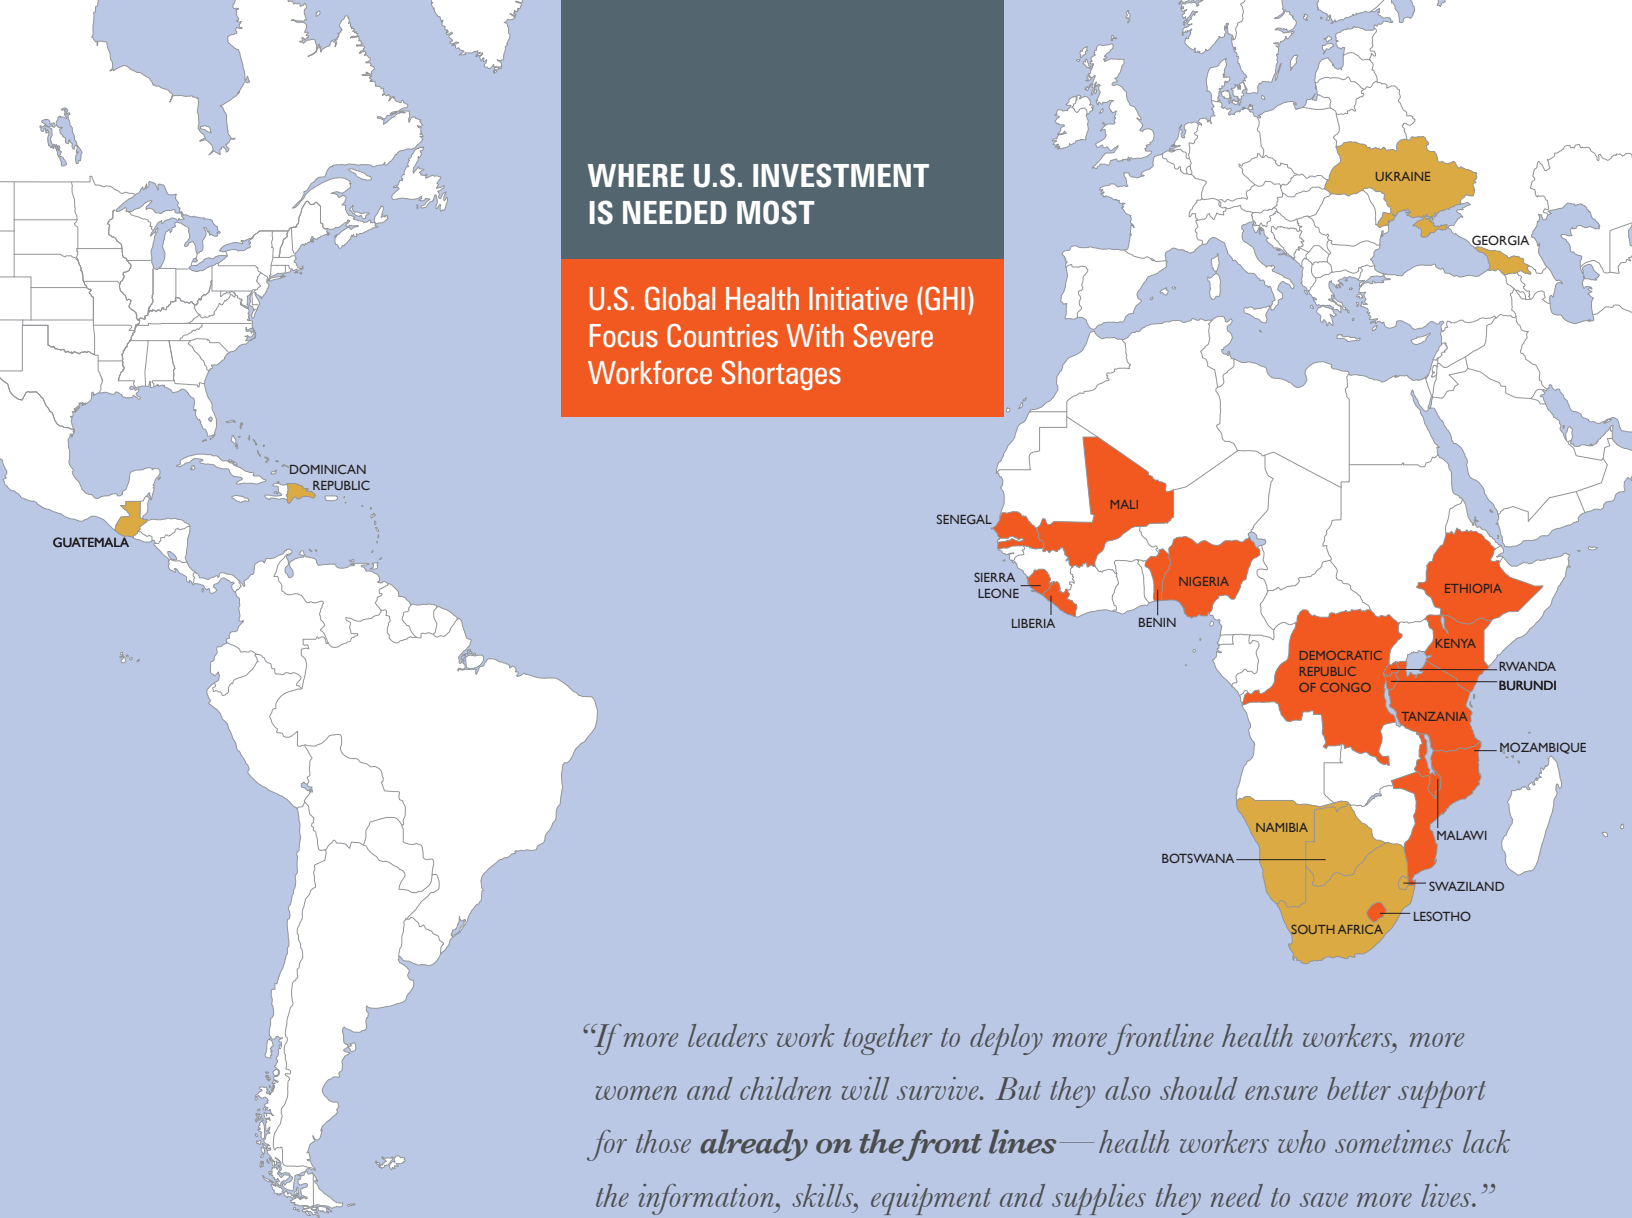 WHERE U.S. INVESTMENT
IS NEEDED MOST
U.S. Global Health Initiative (GHI)
Focus Countries With Severe
Workforce Shortages
UKRAINE
GEORGIA
DOMINICAN
REPUBLIC
GUATEMALA
MALI
SENEGAL
SIERRA
LEONE
LIBERIA
BENIN
NIGERIA
ETHIOPIA
KENYA
DEMOCRATIC
REPUBLIC
OF CONGO
RWANDA
BURUNDI
TANZANIA
MOZAMBIQUE
NAMIBIA
MALAWI
BOTSWANA
SWAZILAND
LESOTHO
SOUTH AFRICA
“If more leaders work together to deploy more frontline health workers, more
women and children will survive. But they also should ensure better support
for those already on the front lines—health workers who sometimes lack
the information, skills, equipment and supplies they need to save more lives.”